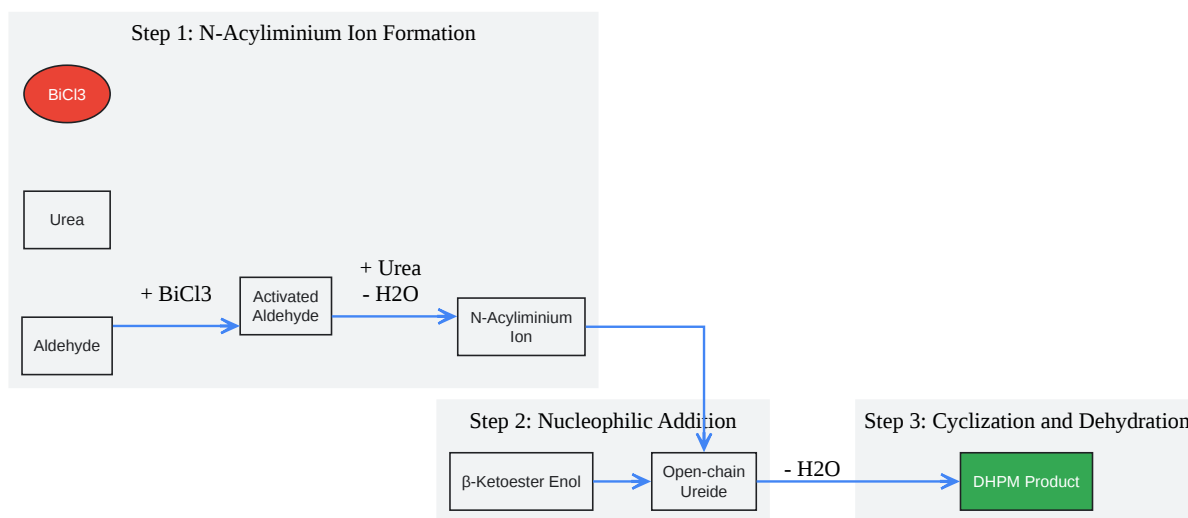 Step 1: N-Acyliminium Ion Formation
BiCl3
Urea
Aldehyde
+ BiCl3
Activated
Aldehyde
+ Urea
- H2O
N-Acyliminium
Ion
Step 2: Nucleophilic Addition
β-Ketoester Enol
Open-chain
Ureide
- H2O
Step 3: Cyclization and Dehydration
DHPM Product